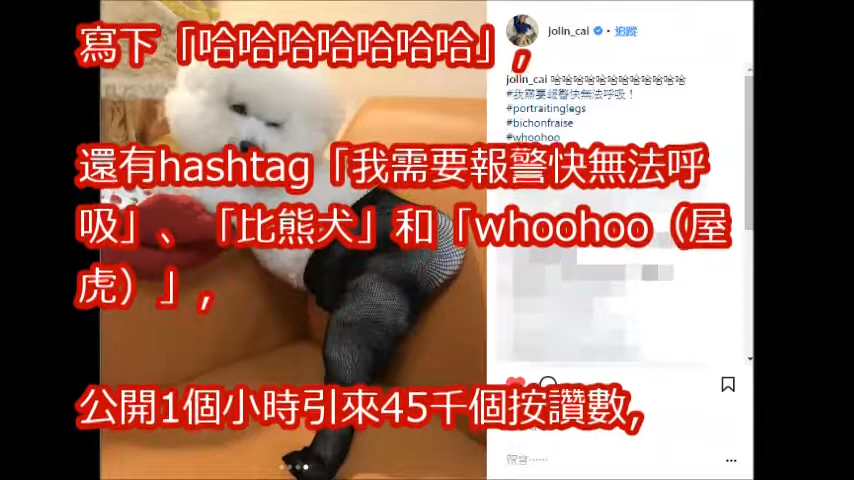 寫下「哈哈哈哈哈哈哈」,
還有hashtag「我需要報警快無法呼
吸」、「比熊犬」和「whoohoo（屋
虎）」,
公開1個小時引來45千個按讚數,
jolin_cai • 追蹤
jolin_cai 哈哈哈哈哈哈哈哈哈哈哈哈
#我需要報警快無法呼吸！
#portraitinglegs
#bichonfraise
#whoohoo
留言⋯⋯